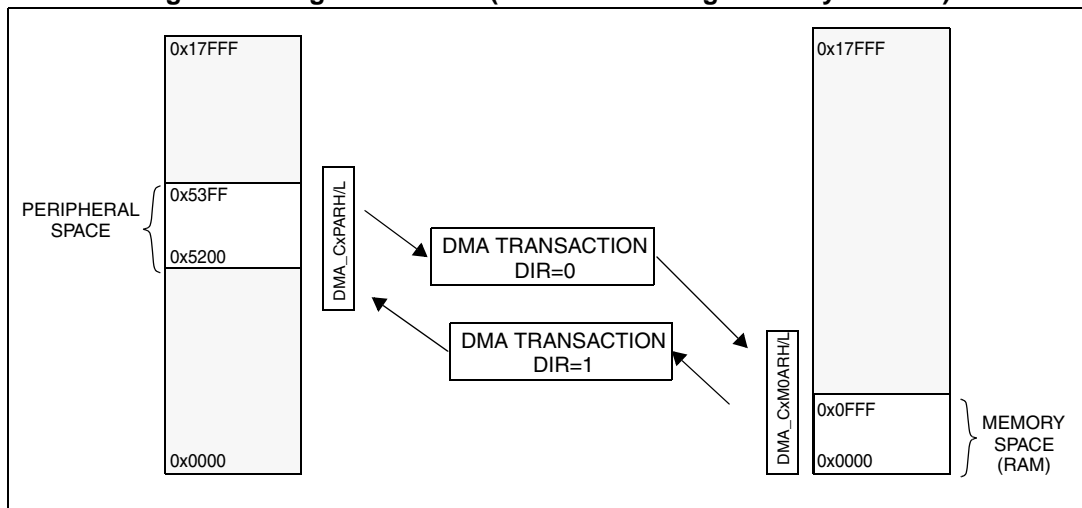 0x17FFF
0x17FFF
0x53FF
PERIPHERAL
SPACE
0x5200
DMA_CxPARH/L
DMA TRANSACTION
DIR=0
DMA TRANSACTION
DIR=1
DMA_CxM0ARH/L
0x0FFF
MEMORY
SPACE
(RAM)
0x0000
0x0000